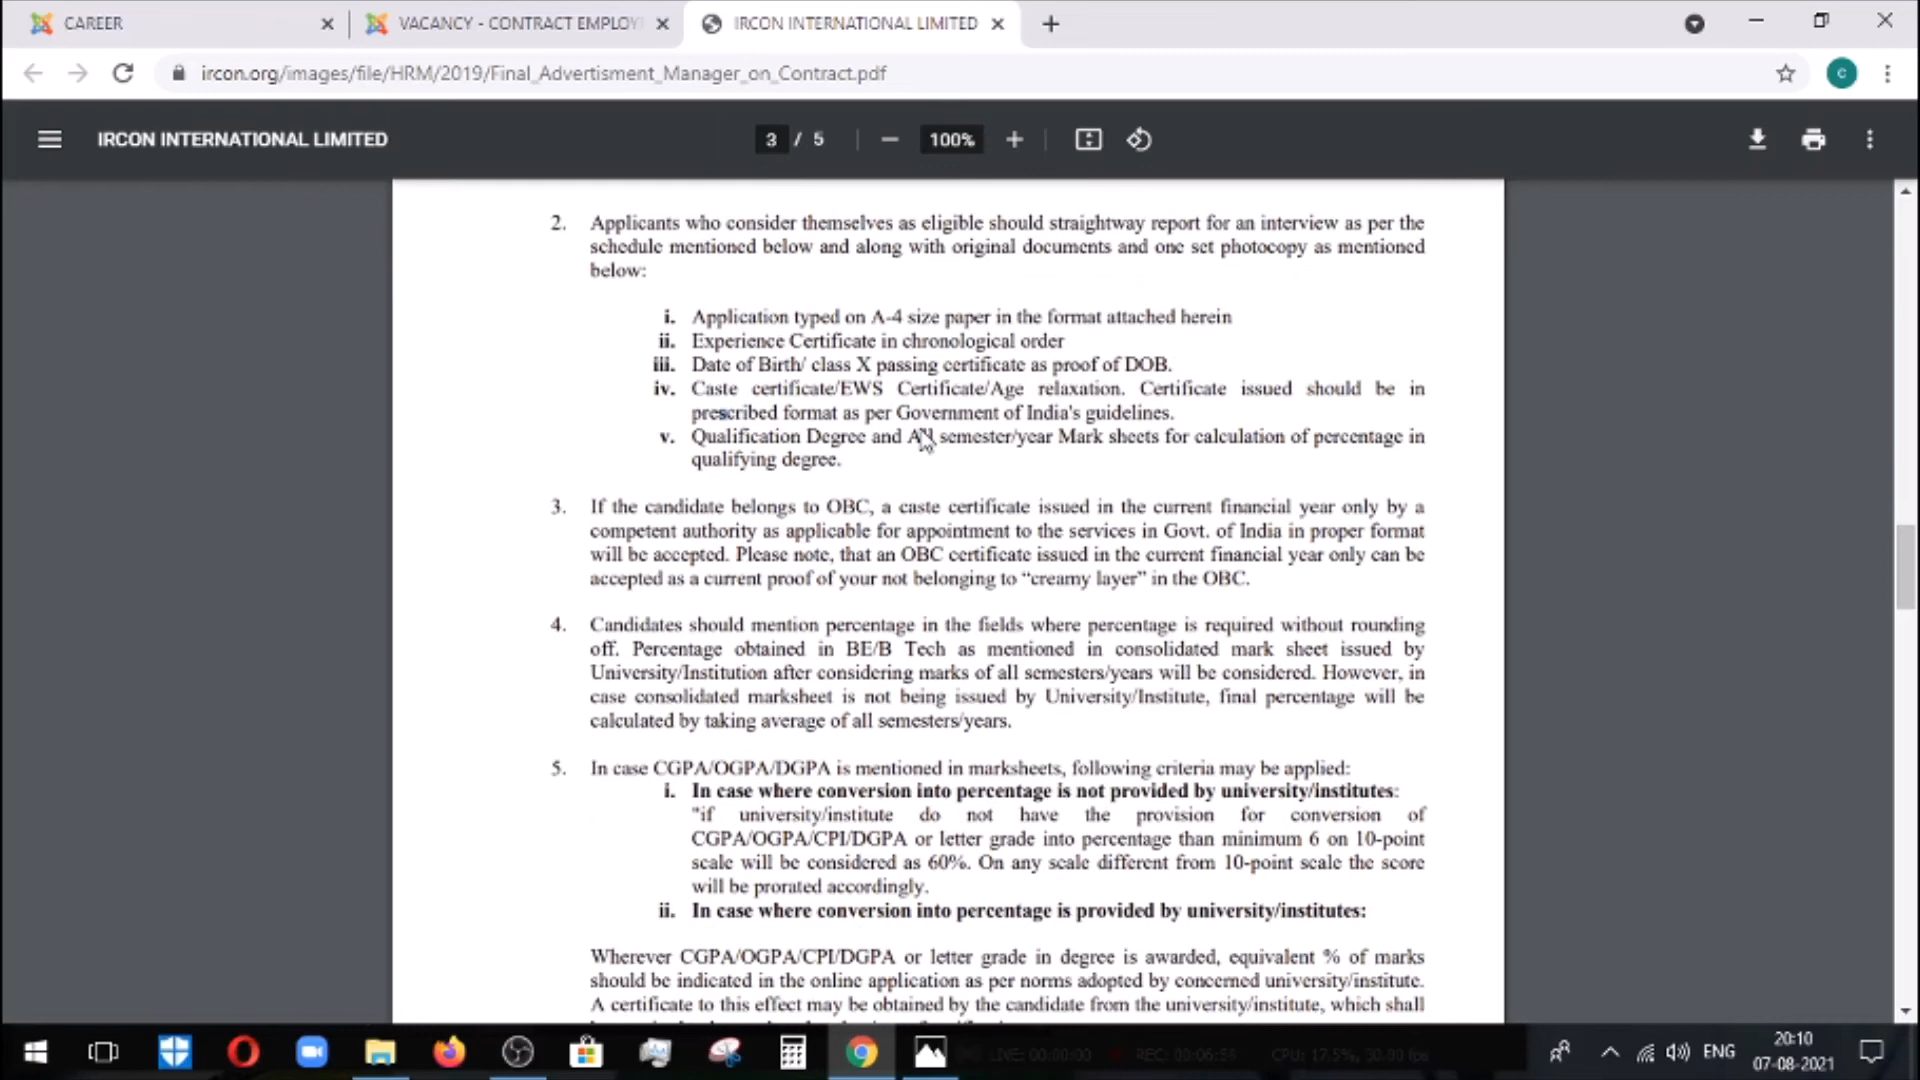 CAREER
VACANCY - CONTRACT EMPLOY
IRCON INTERNATIONAL LIMITED
ircon.org/images/file/HRM/2019/Final_Advertisment_Manager_on_Contract.pdf
C
IRCON INTERNATIONAL LIMITED
3 / 5
100%
2. Applicants who consider themselves as eligible should straightway report for an interview as per the
schedule mentioned below and along with original documents and one set photocopy as mentioned
below:
i. Application typed on A-4 size paper in the format attached herein
ii. Experience Certificate in chronological order
iii. Date of Birth/ class X passing certificate as proof of DOB.
iv. Caste certificate/EWS Certificate/Age relaxation. Certificate issued should be in
prescribed format as per Government of India's guidelines.
v. Qualification Degree and All semester/year Mark sheets for calculation of percentage in
qualifying degree.
3. If the candidate belongs to OBC, a caste certificate issued in the current financial year only by a
competent authority as applicable for appointment to the services in Govt. of India in proper format
will be accepted. Please note, that an OBC certificate issued in the current financial year only can be
accepted as a current proof of your not belonging to “creamy layer” in the OBC.
4. Candidates should mention percentage in the fields where percentage is required without rounding
off. Percentage obtained in BE/B Tech as mentioned in consolidated mark sheet issued by
University/Institution after considering marks of all semesters/years will be considered. However, in
case consolidated marksheet is not being issued by University/Institute, final percentage will be
calculated by taking average of all semesters/years.
5. In case CGPA/OGPA/DGPA is mentioned in marksheets, following criteria may be applied:
i. In case where conversion into percentage is not provided by university/institutes:
"if university/institute do not have the provision for conversion of
CGPA/OGPA/CPI/DGPA or letter grade into percentage than minimum 6 on 10-point
scale will be considered as 60%. On any scale different from 10-point scale the score
will be prorated accordingly.
ii. In case where conversion into percentage is provided by university/institutes:
Wherever CGPA/OGPA/CPI/DGPA or letter grade in degree is awarded, equivalent % of marks
should be indicated in the online application as per norms adopted by concerned university/institute.
A certificate to this effect may be obtained by the candidate from the university/institute, which shall
LIVE: 00:00:00
CPU: 17.5%, 30.00 fps
ENG
20:10
07-08-2021